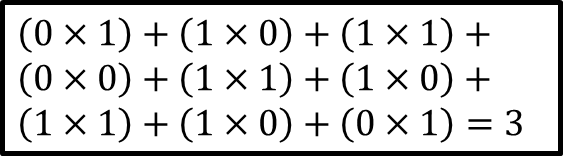 (0 × 1) + (1 × 0) + (1 × 1) +
(0 × 0) + (1 × 1) + (1 × 0) +
(1 × 1) + (1 × 0) + (0 × 1) = 3